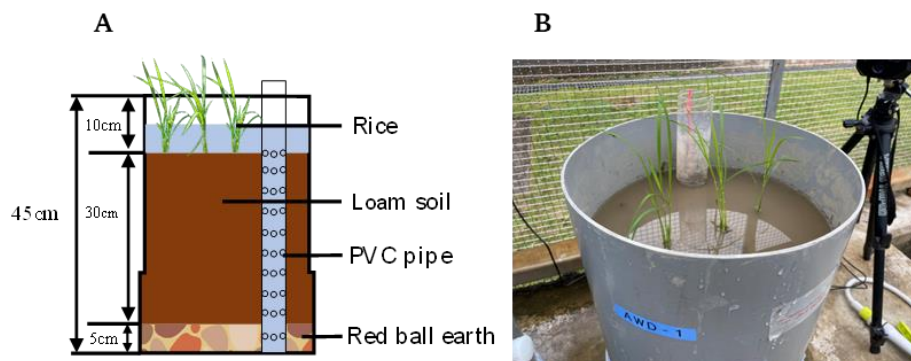 A
B
10cm
Rice
Loam soil
45cm
30cm
PVC pipe
Red ball earth
5cm
AWD-1